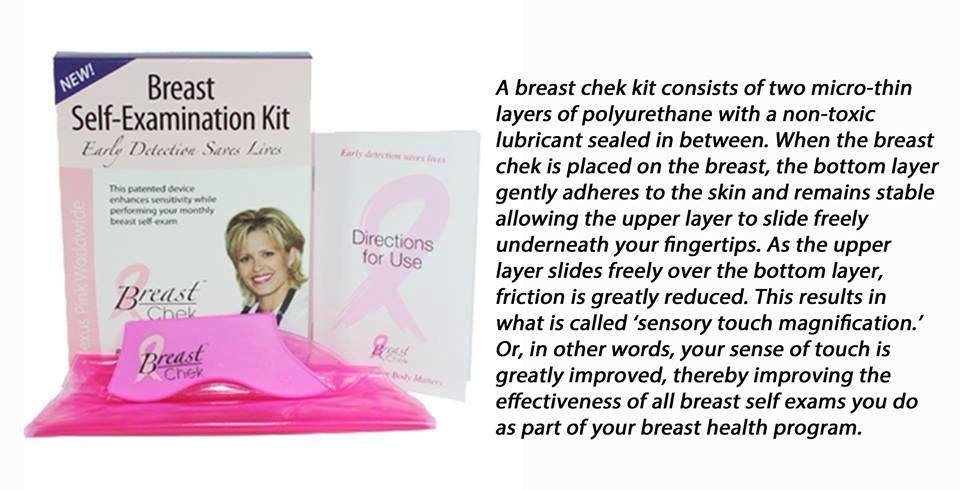 NEW!
Breast
Self-Examination Kit
Early Detection Saves Lives
This patented device
enhances sensitivity while
performing your monthly
breast self-exam
Pink Worldwide
Breast
Chek
Breast
Chek
Early detection saves lives
Directions
for Use
Breast
Chek
Body Matters
A breast chek kit consists of two micro-thin
layers of polyurethane with a non-toxic
lubricant sealed in between. When the breast
chek is placed on the breast, the bottom layer
gently adheres to the skin and remains stable
allowing the upper layer to slide freely
underneath your fingertips. As the upper
layer slides freely over the bottom layer,
friction is greatly reduced. This results in
what is called ‘sensory touch magnification.’
Or, in other words, your sense of touch is
greatly improved, thereby improving the
effectiveness of all breast self exams you do
as part of your breast health program.